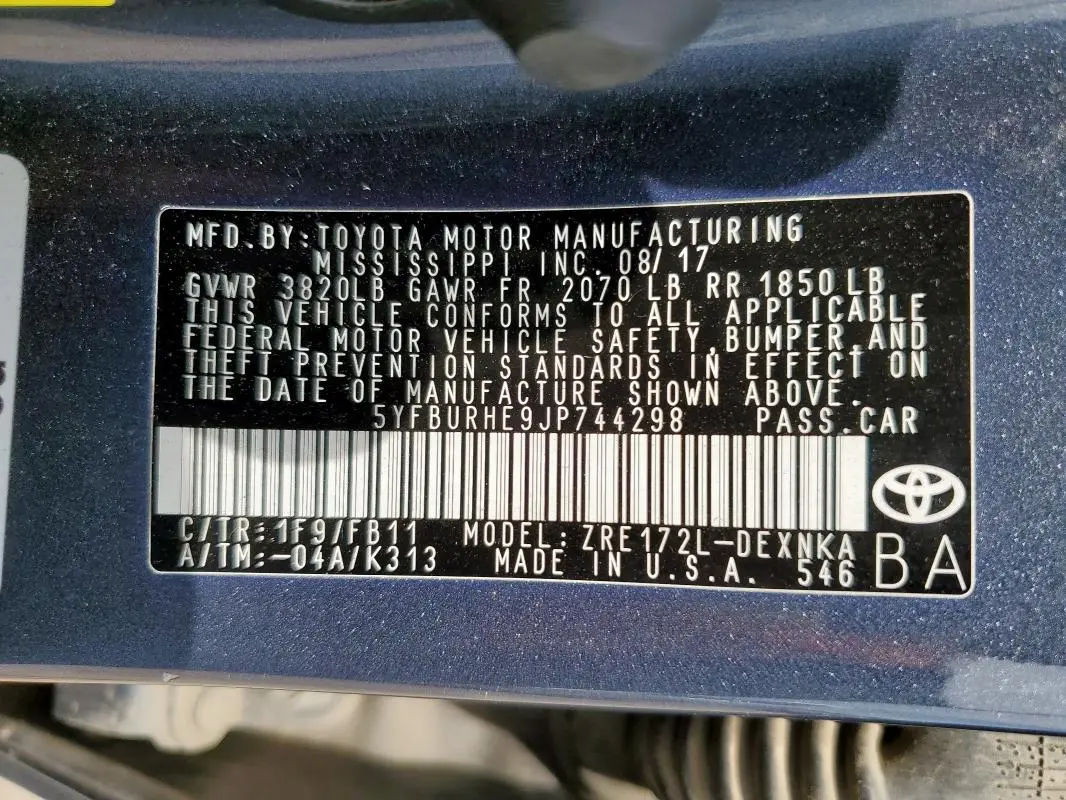 MFD.BY:TOYOTA MOTOR MANUFACTURING
MISSISSIPPI INC. 08/17
GVWR 3820LB GAWR FR 2070 LB RR 1850 LB
THIS VEHICLE CONFORMS TO ALL APPLICABLE
FEDERAL MOTOR VEHICLE SAFETY,BUMPER,AND
THEFT PREVENTION STANDARDS IN EFFECT ON
THE DATE OF MANUFACTURE SHOWN ABOVE.
5YFBURHE9JP744298 PASS.CAR
C/TR:1F9/FB11 MODEL:ZRE172L-DEXNKA
A/TM:-04A/K313 MADE IN U.S.A. 546 BA